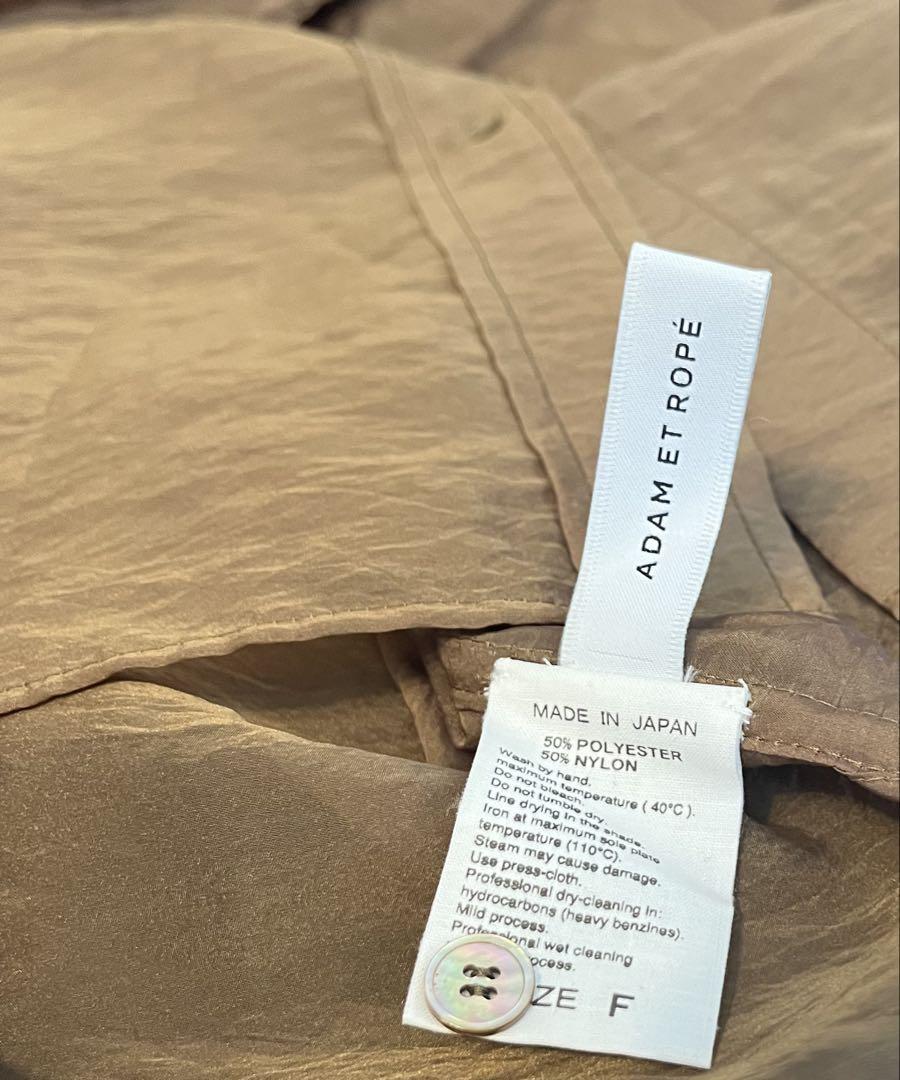 ADAM ET ROPÉ
MADE IN JAPAN
50% POLYESTER
50% NYLON
Wash by hand,
maximum temperature (40°C).
Do not bleach.
Do not tumble dry.
Line drying in the shade.
Iron at maximum sole plate
temperature (110°C).
Steam may cause damage.
Use press-cloth.
Professional dry-cleaning in:
hydrocarbons (heavy benzines).
Mild process.
Professional wet cleaning
ocess.
ZE F